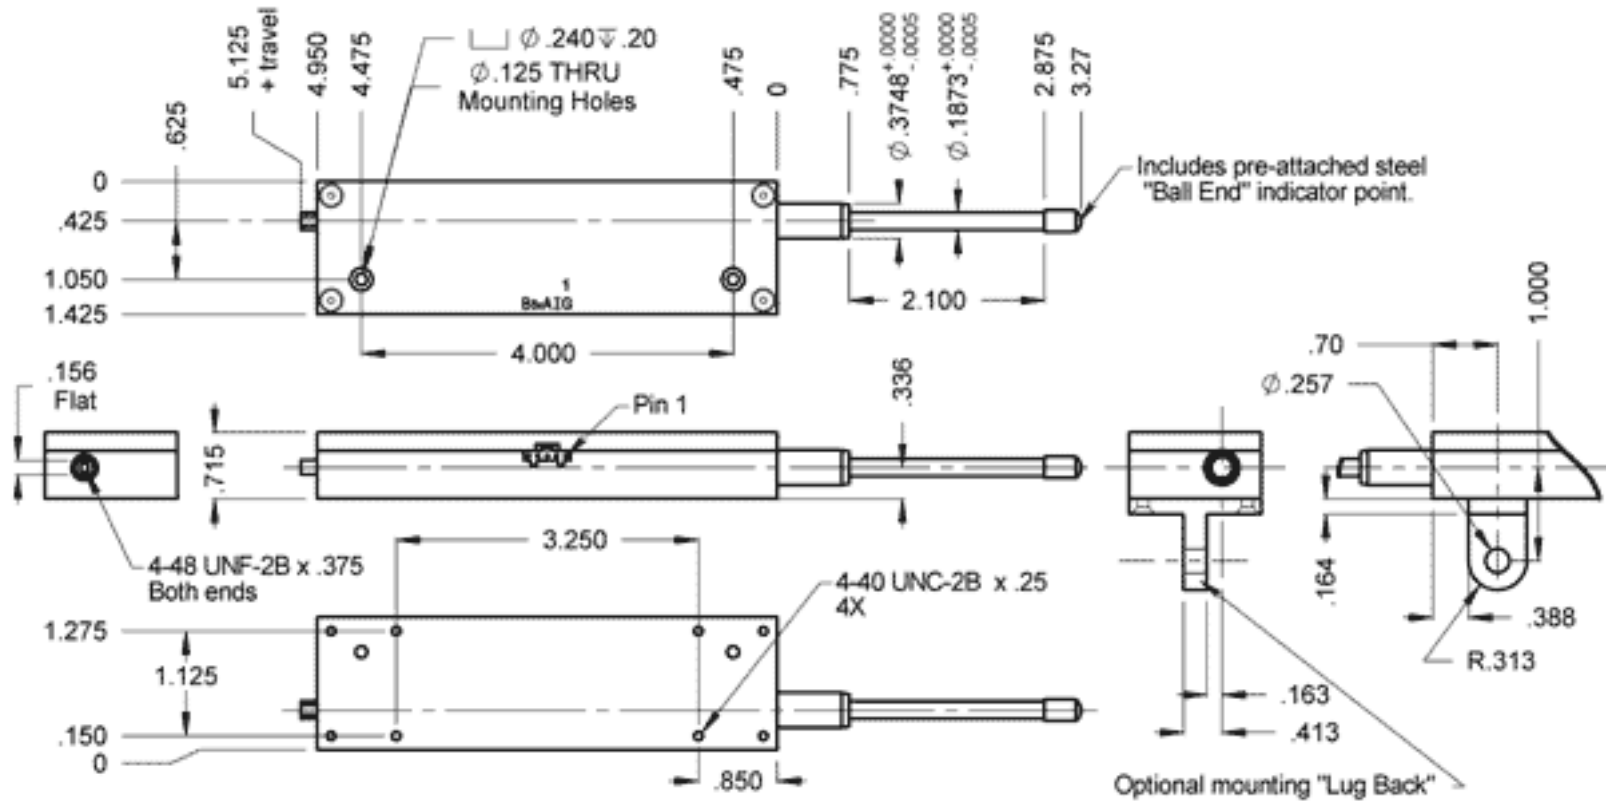 5.125
+ travel
4.950
4.475
⌴ Ø .240 ↧ .20
Ø .125 THRU
Mounting Holes
.475
0
.775
Ø .3748 +.0000 -.0005
Ø .1873 +.0000 -.0005
2.875
3.27
.625
Includes pre-attached steel
"Ball End" indicator point.
0
.425
1.050
1.425
1
2.100
4.000
1.000
.70
Ø .257
.156
Flat
Pin 1
.336
.715
4-48 UNF-2B x .375
Both ends
3.250
4-40 UNC-2B x .25
4X
.164
.388
R.313
1.275
1.125
.150
0
.850
.163
.413
Optional mounting "Lug Back"